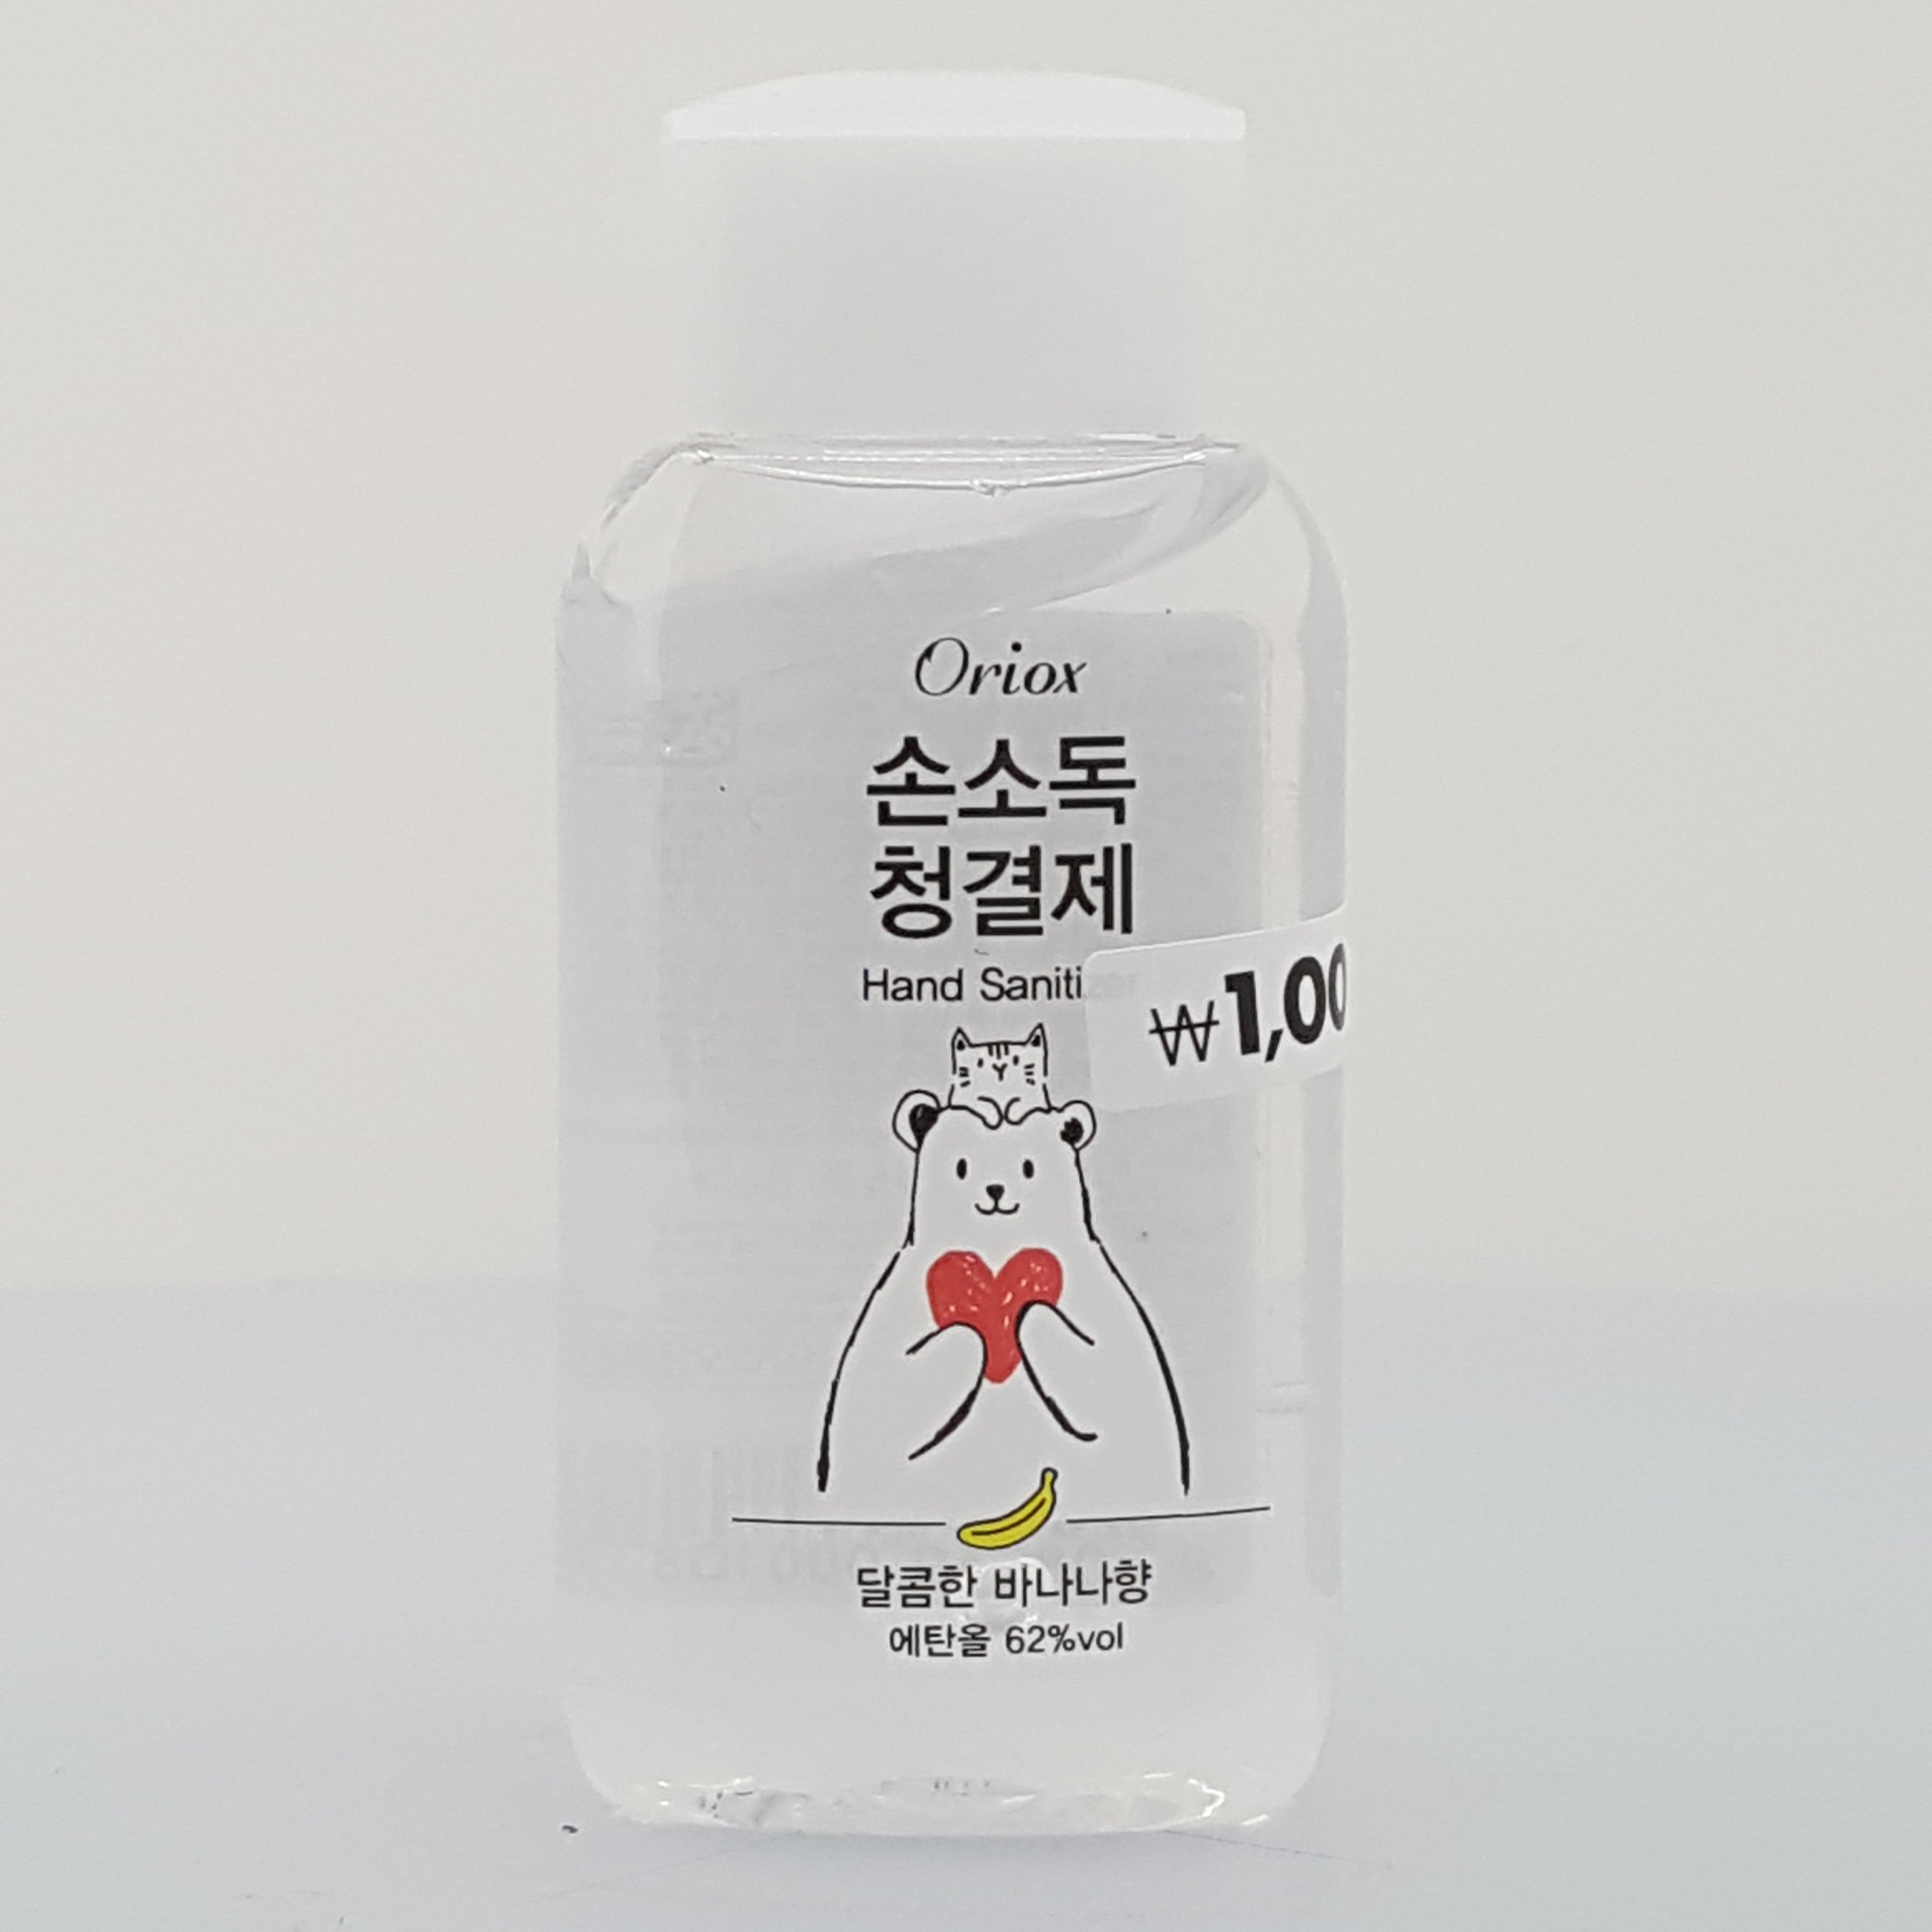 Oriox
손소독
청결제
Hand Saniti
₩1,00
달콤한 바나나향
에탄올 62%vol